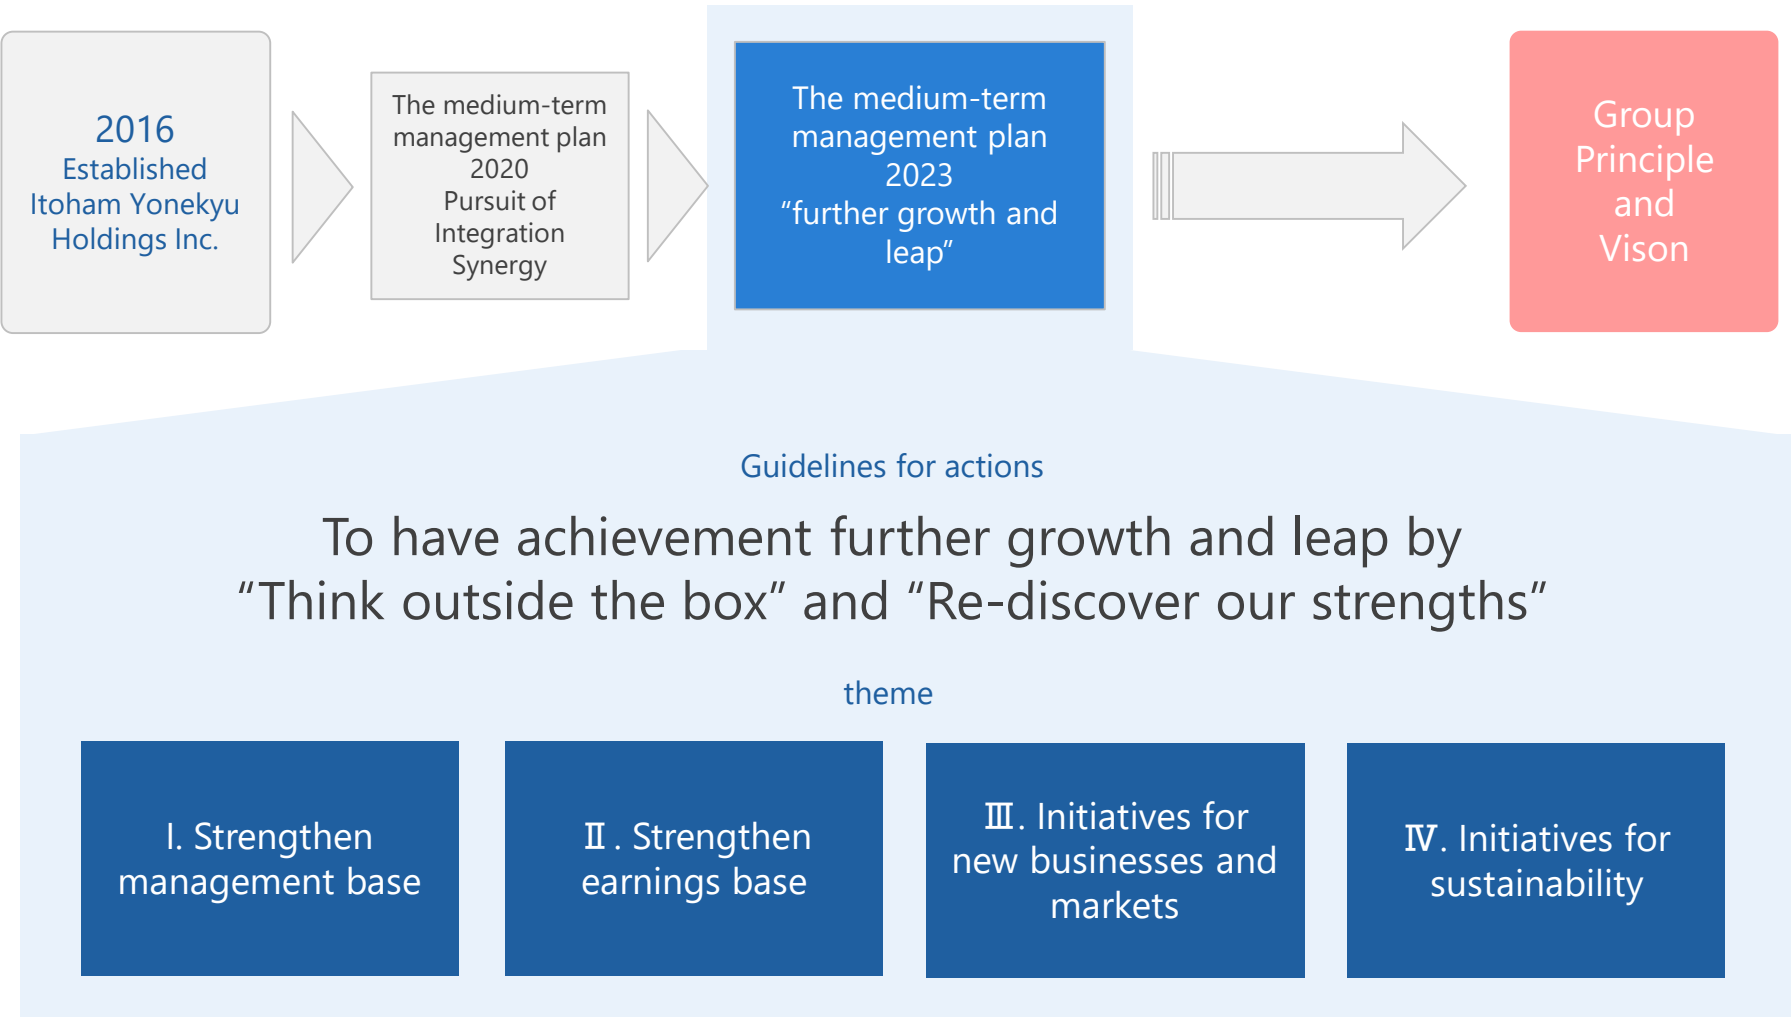 2016
Established
Itoham Yonekyu
Holdings Inc.
The medium-term
management plan
2020
Pursuit of
Integration
Synergy
The medium-term
management plan
2023
“further growth and
leap”
Group
Principle
and
Vison
Guidelines for actions
To have achievement further growth and leap by
“Think outside the box” and “Re-discover our strengths”
theme
I. Strengthen
management base
Ⅱ. Strengthen
earnings base
Ⅲ. Initiatives for
new businesses and
markets
Ⅳ. Initiatives for
sustainability